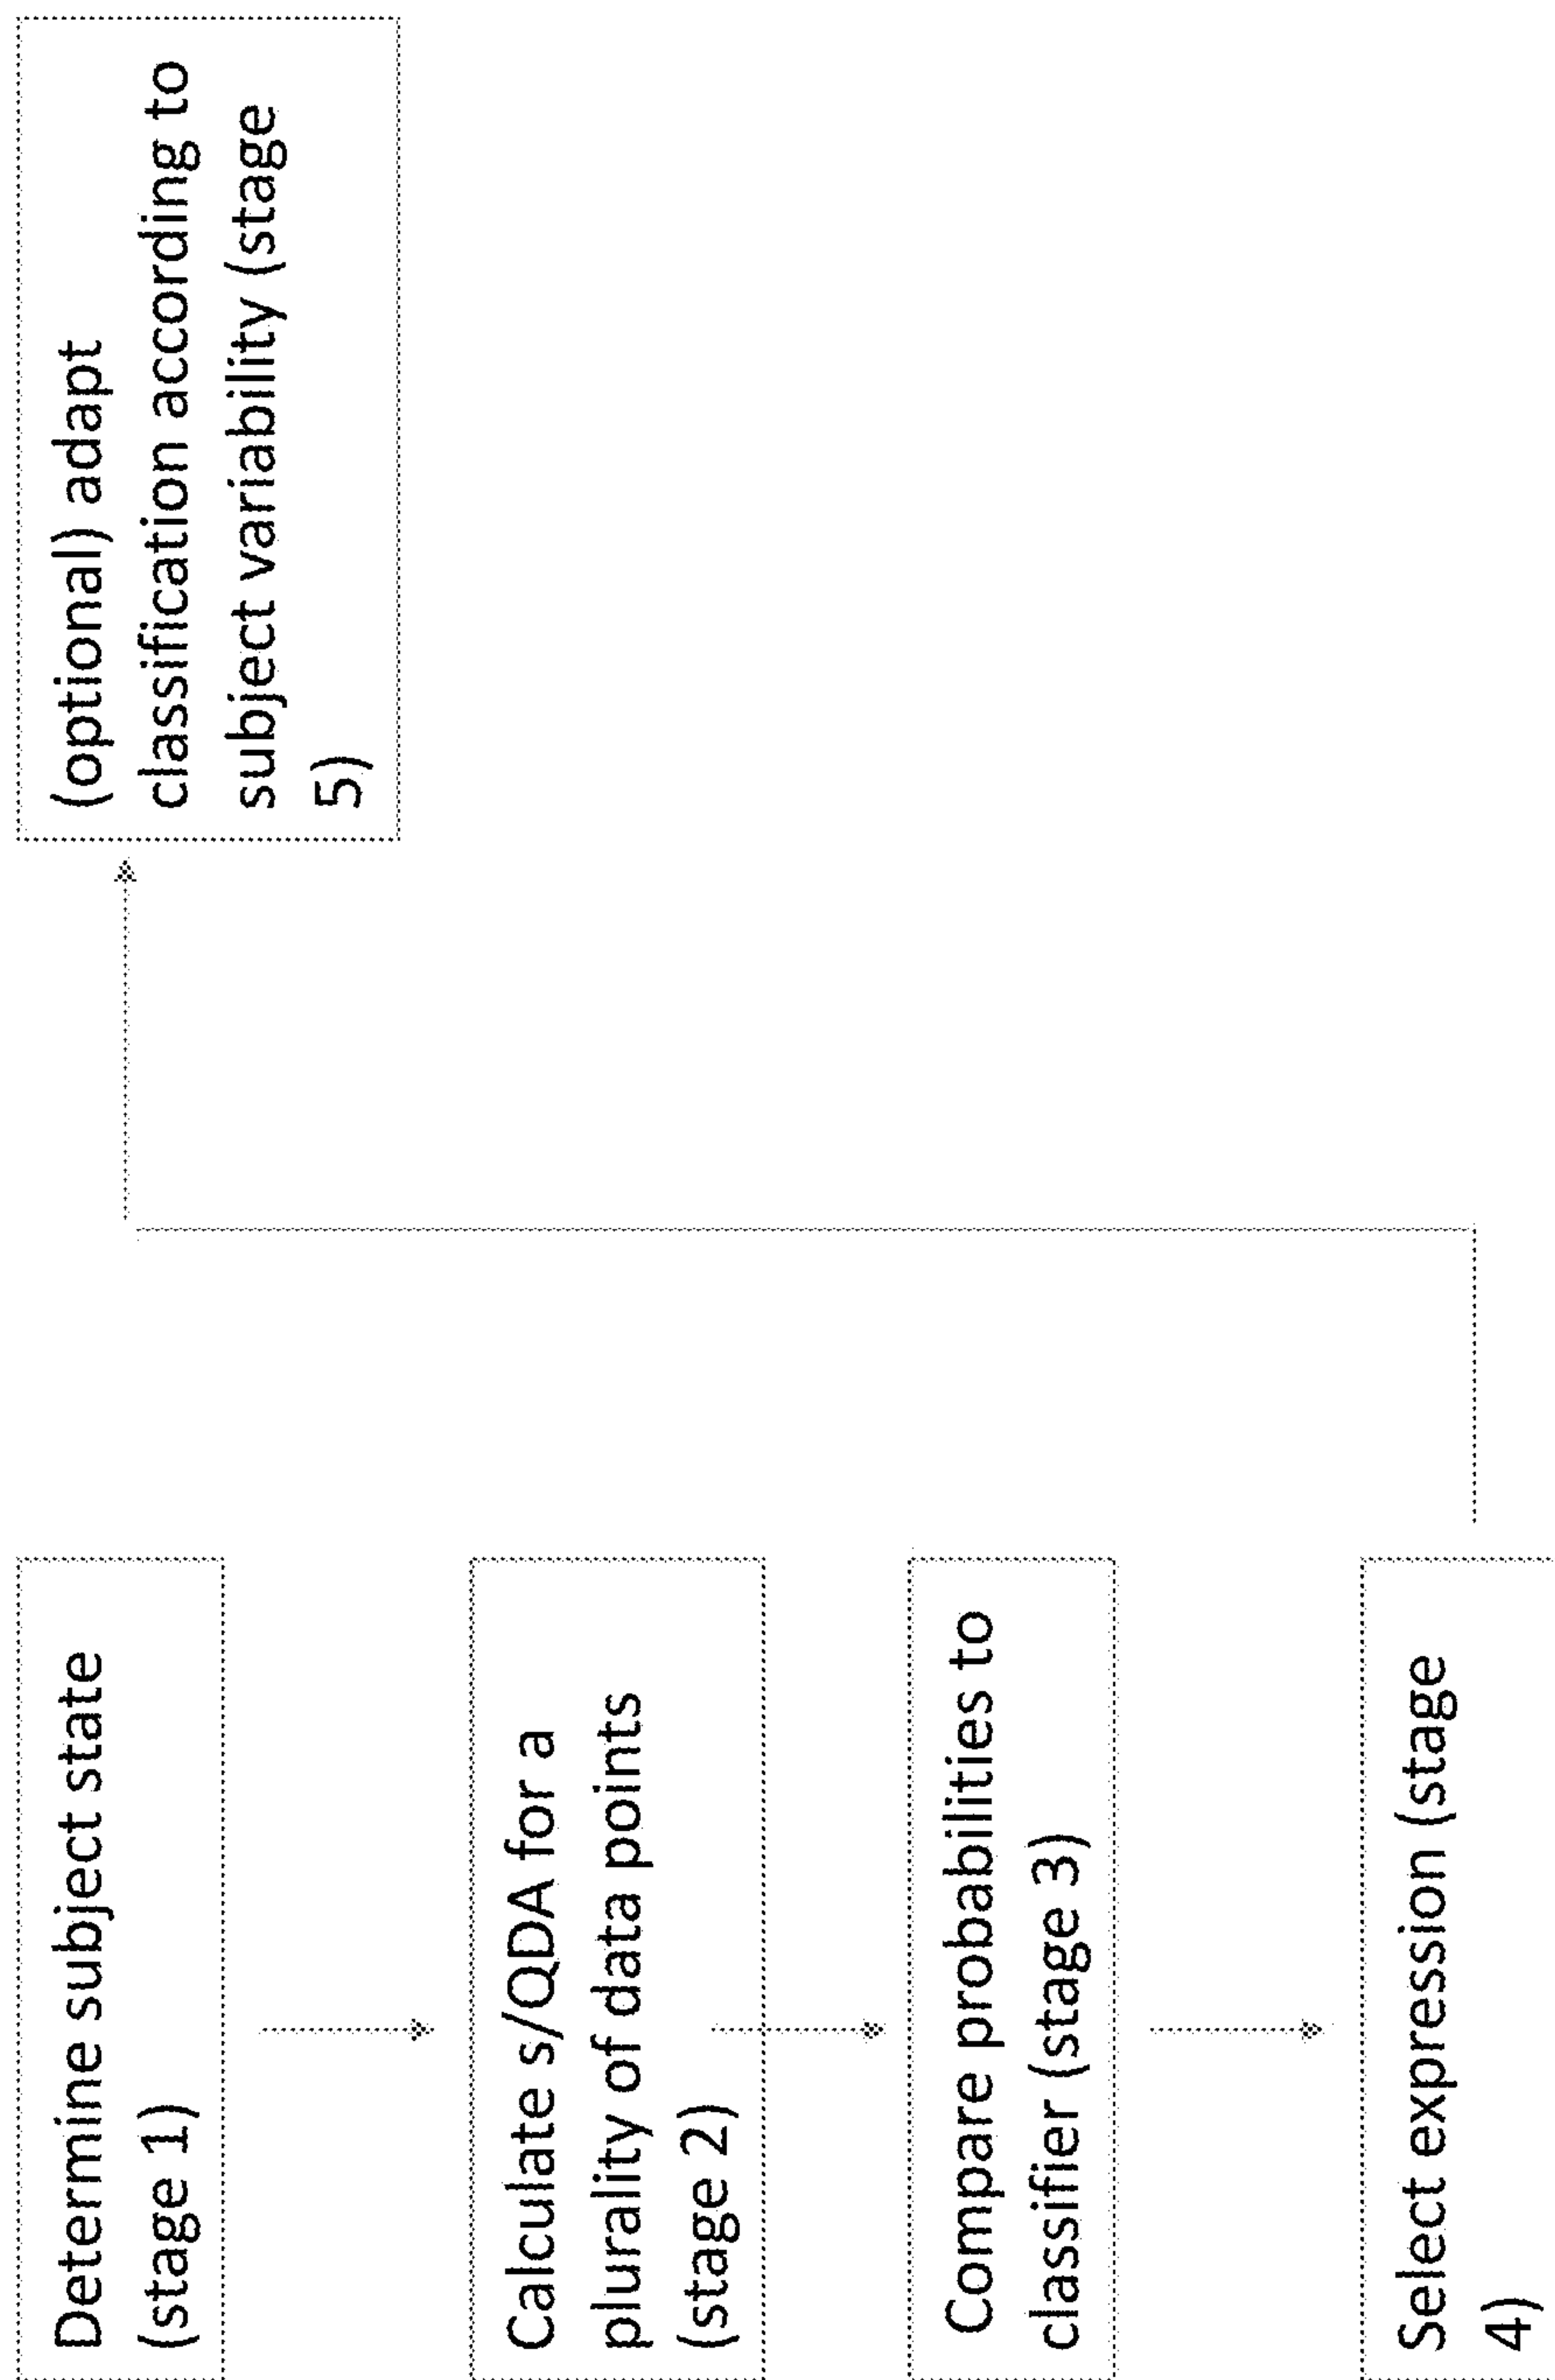 Determine subject state
(stage 1)
Calculate s/QDA for a
plurality of data points
(stage 2)
Compare probabilities to
classifier (stage 3)
Select expression (stage
4)
(optional) adapt
classification according to
subject variability (stage
5)